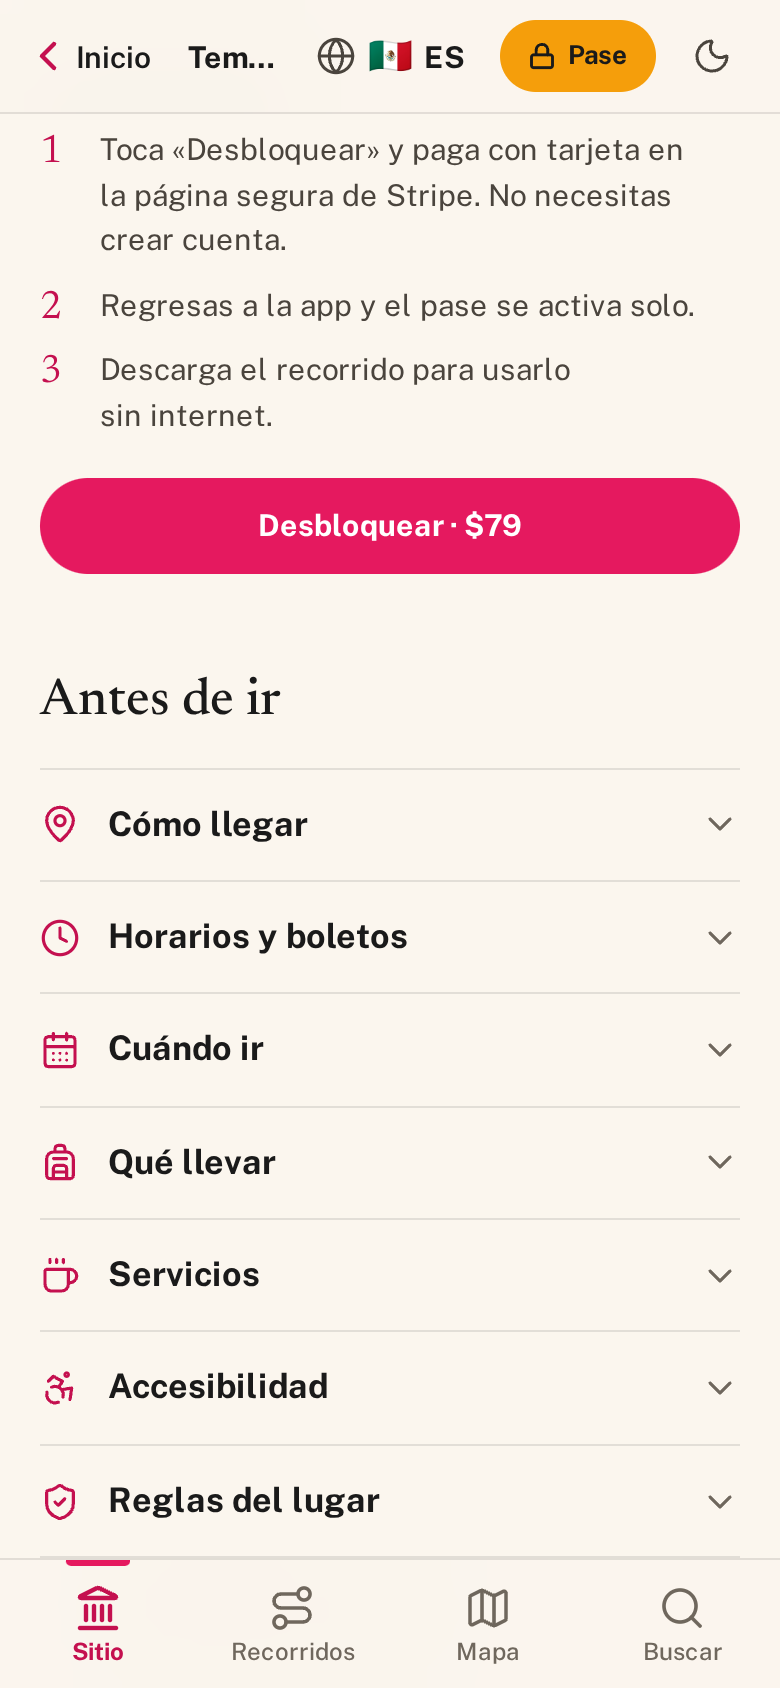 Inicio
Tem...
ES
Pase
1 Toca «Desbloquear» y paga con tarjeta en
la página segura de Stripe. No necesitas
crear cuenta.
2 Regresas a la app y el pase se activa solo.
3 Descarga el recorrido para usarlo
sin internet.
Desbloquear · $79
Antes de ir
Cómo llegar
Horarios y boletos
Cuándo ir
Qué llevar
Servicios
Accesibilidad
Reglas del lugar
Sitio
Recorridos
Mapa
Buscar